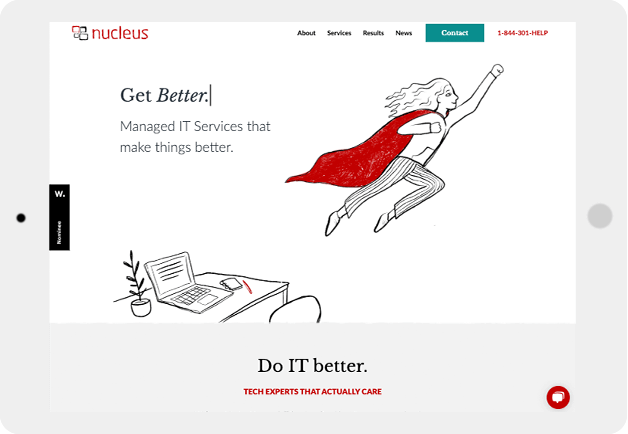 nucleus
About Services Results News Contact 1-844-301-HELP
Get Better.
Managed IT Services that
make things better.
W.
Nominee
Do IT better.
TECH EXPERTS THAT ACTUALLY CARE